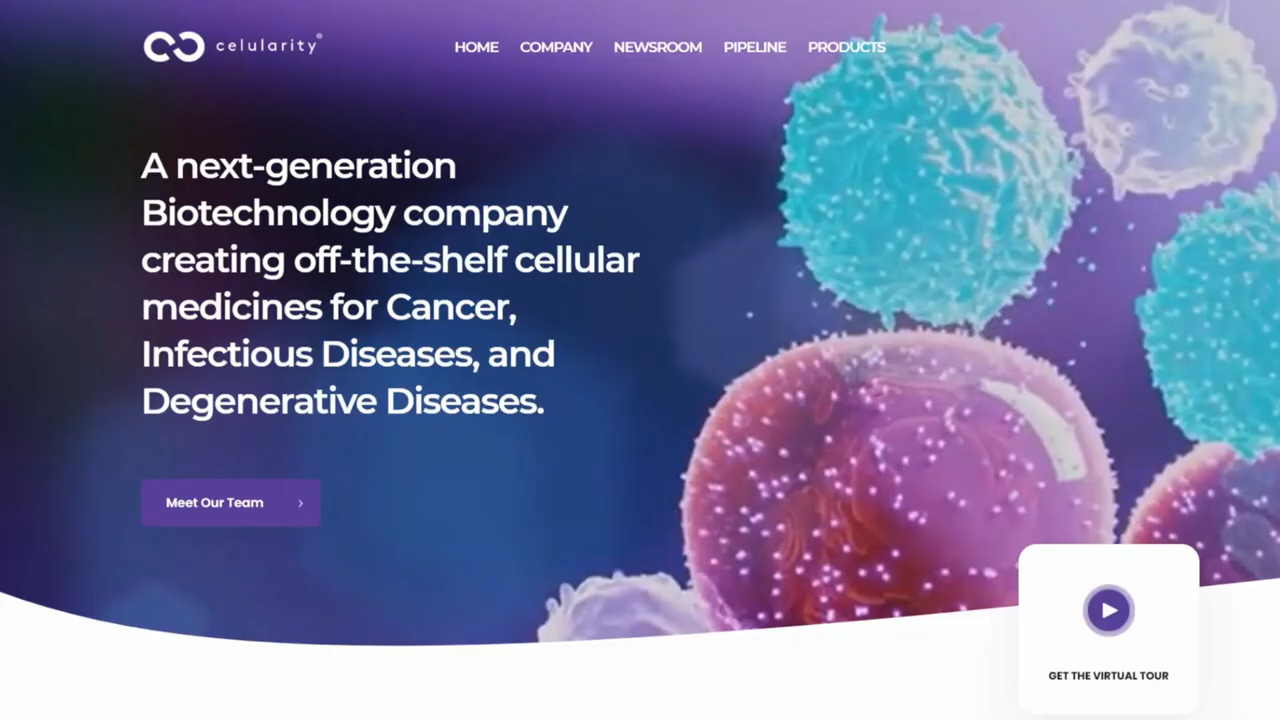 celularity®
HOME COMPANY NEWSROOM PIPELINE PRODUCTS
A next-generation
Biotechnology company
creating off-the-shelf cellular
medicines for Cancer,
Infectious Diseases, and
Degenerative Diseases.
Meet Our Team
GET THE VIRTUAL TOUR